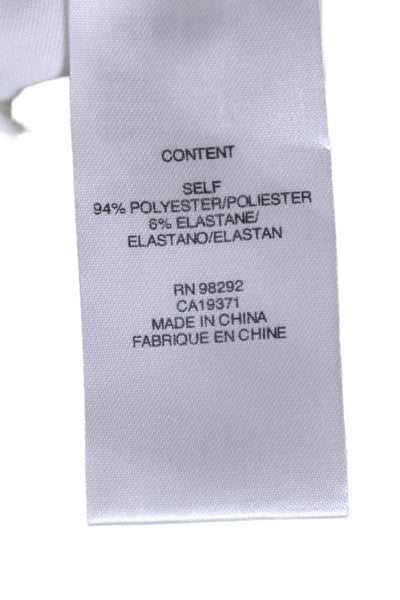 CONTENT
SELF
94% POLYESTER/POLIESTER
6% ELASTANE/
ELASTANO/ELASTAN
RN 98292
CA19371
MADE IN CHINA
FABRIQUE EN CHINE